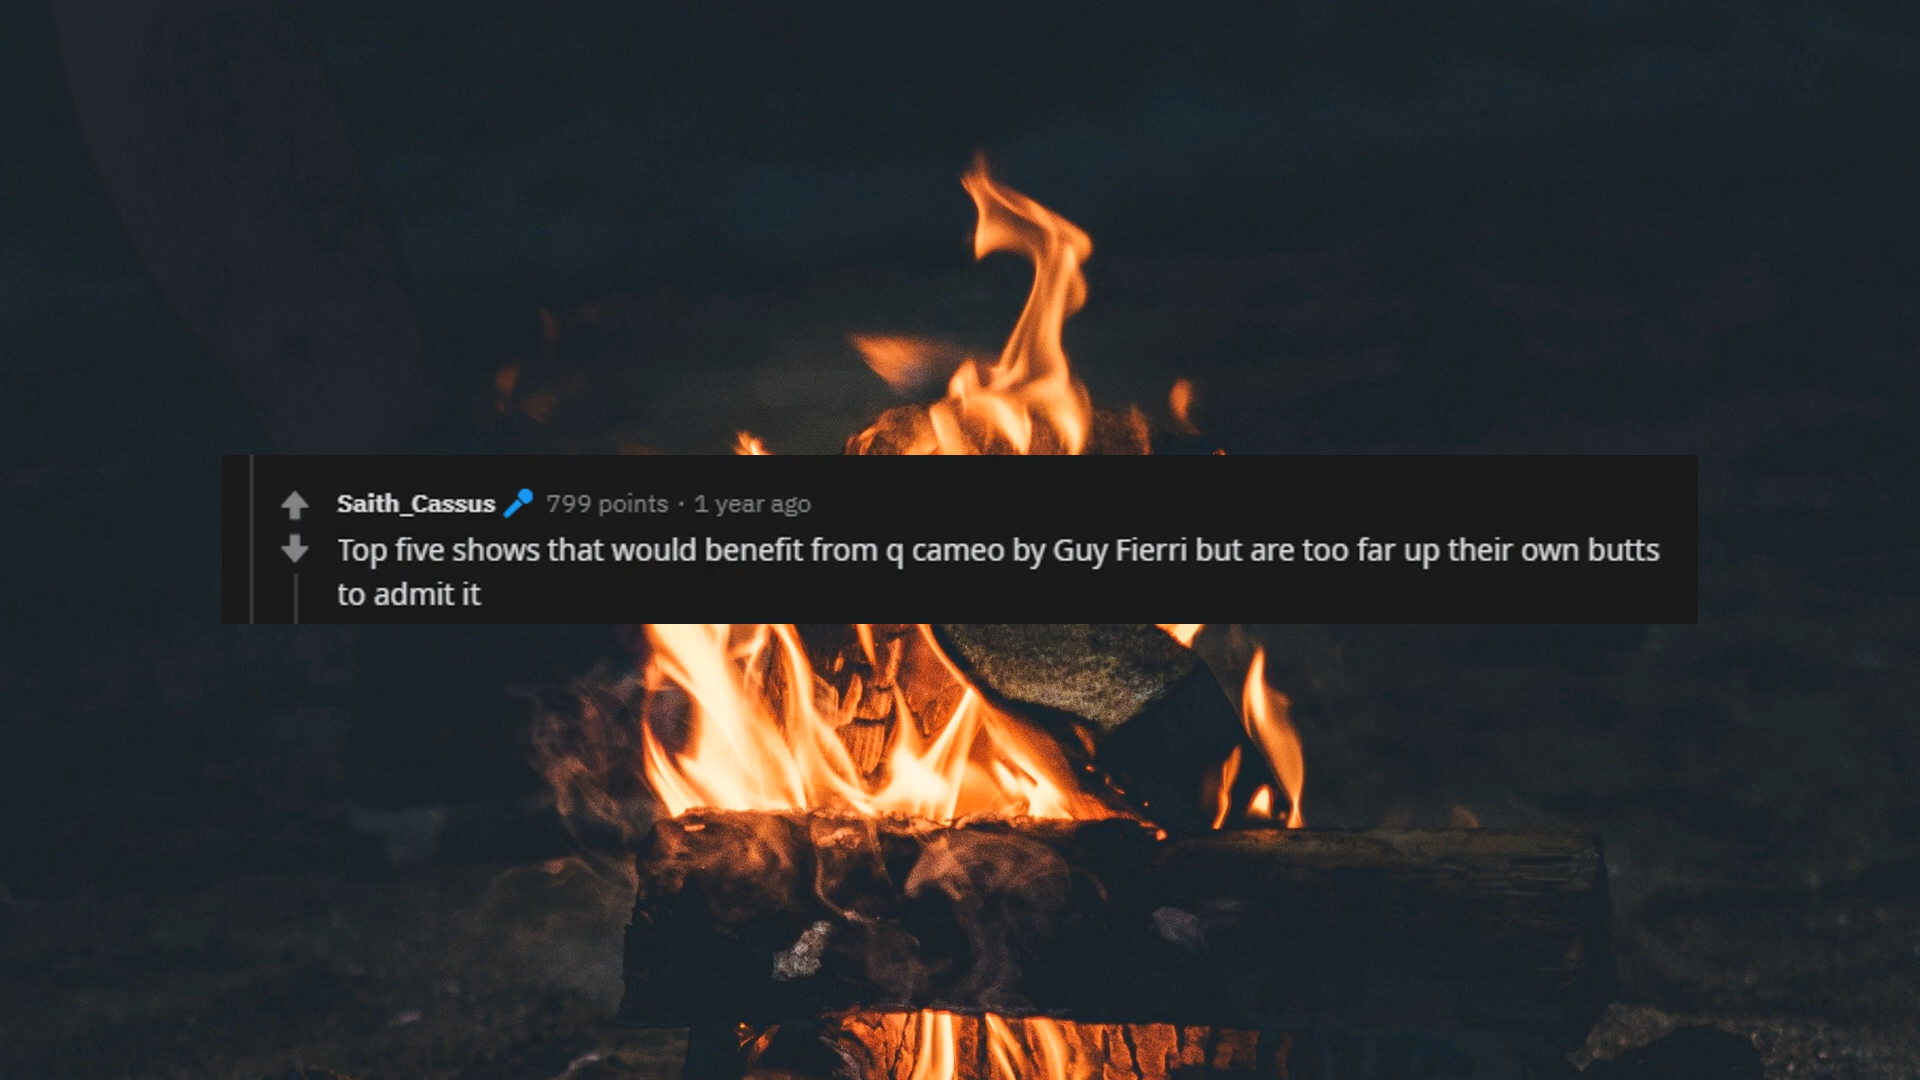 Saith_Cassus 799 points · 1 year ago
Top five shows that would benefit from q cameo by Guy Fierri but are too far up their own butts
to admit it